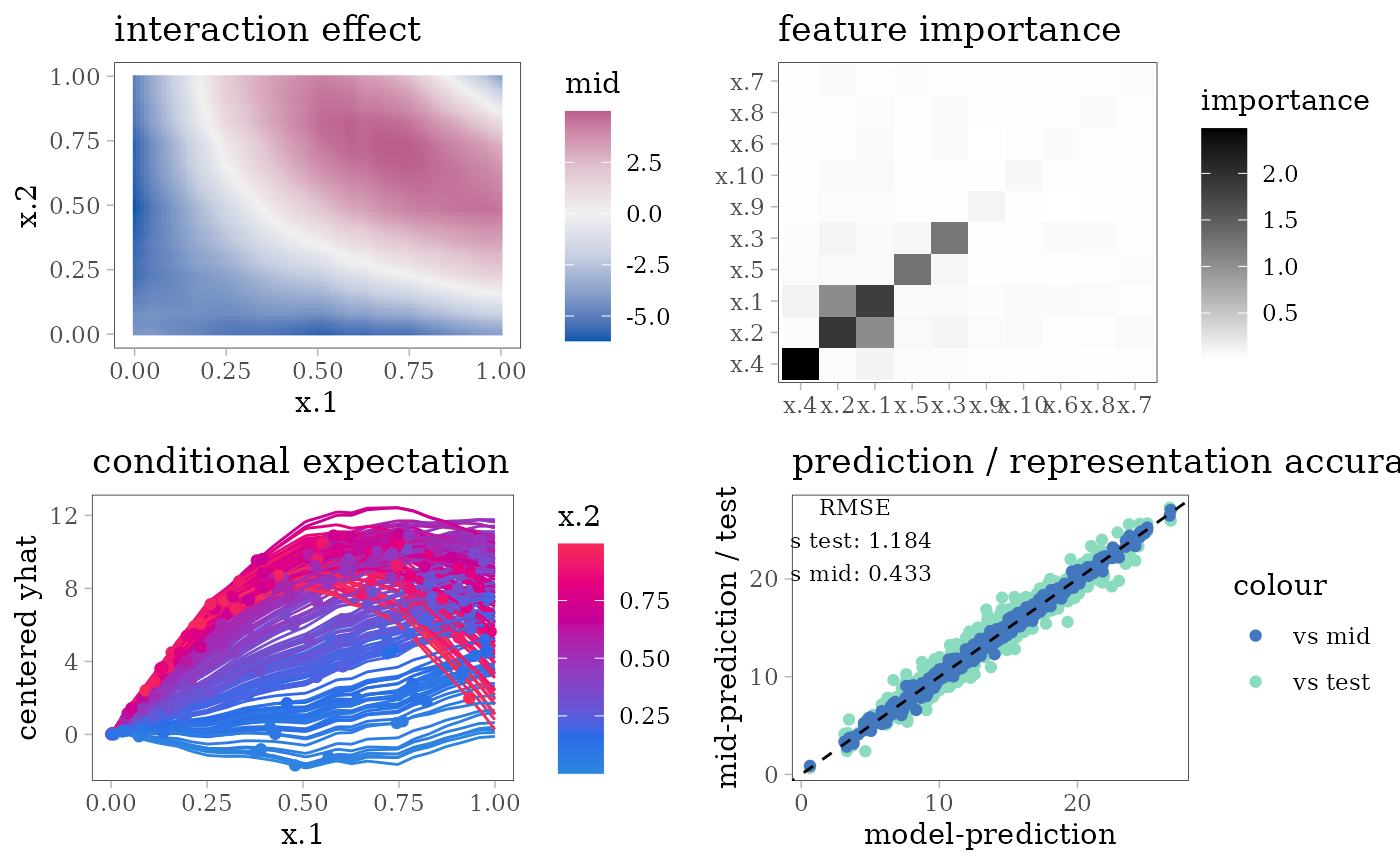 interaction effect
x.2
1.00
0.75
0.50
0.25
0.00
0.00 0.25 0.50 0.75 1.00
x.1
mid
2.5
0.0
-2.5
-5.0
feature importance
x.7
x.8
x.6
x.10
x.9
x.3
x.5
x.1
x.2
x.4
x.4 x.2 x.1 x.5 x.3 x.9 x.10 x.6 x.8 x.7
importance
2.0
1.5
1.0
0.5
conditional expectation
centered yhat
12
8
4
0
0.00 0.25 0.50 0.75 1.00
x.1
x.2
0.75
0.50
0.25
prediction / representation accura
mid-prediction / test
RMSE
s test: 1.184
s mid: 0.433
20
10
0
0 10 20
model-prediction
colour
vs mid
vs test